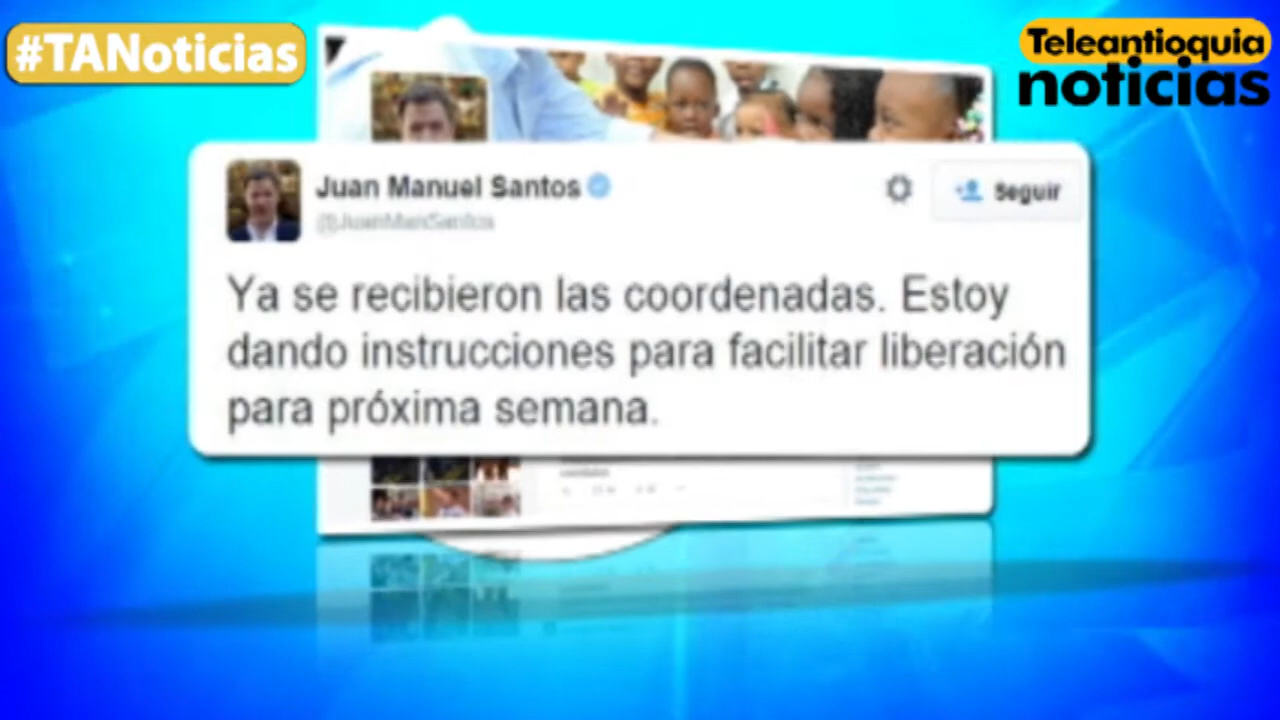 #TANoticias
Teleantioquia
noticias
Juan Manuel Santos
@JuanManSantos
Seguir
Ya se recibieron las coordenadas. Estoy
dando instrucciones para facilitar liberación
para próxima semana.